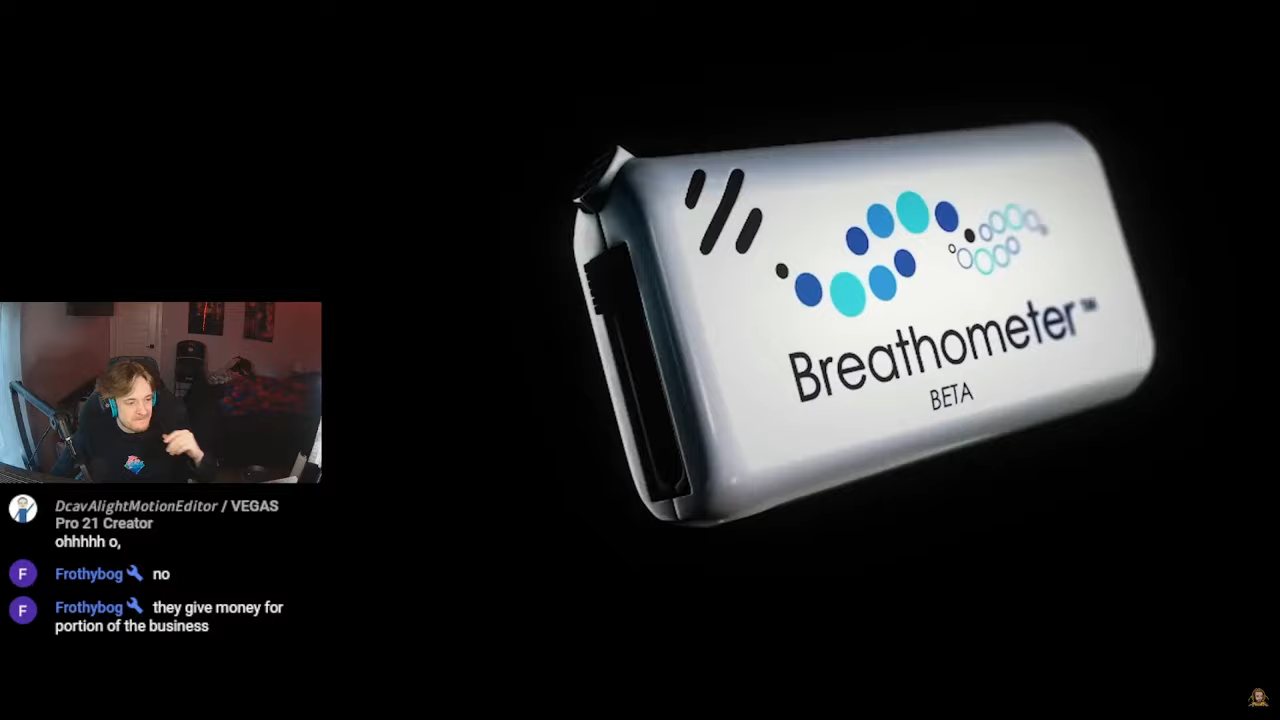 Breathometer™
BETA
DcavAlightMotionEditor / VEGAS
Pro 21 Creator
ohhhhh o,
F Frothybog no
F Frothybog they give money for
portion of the business